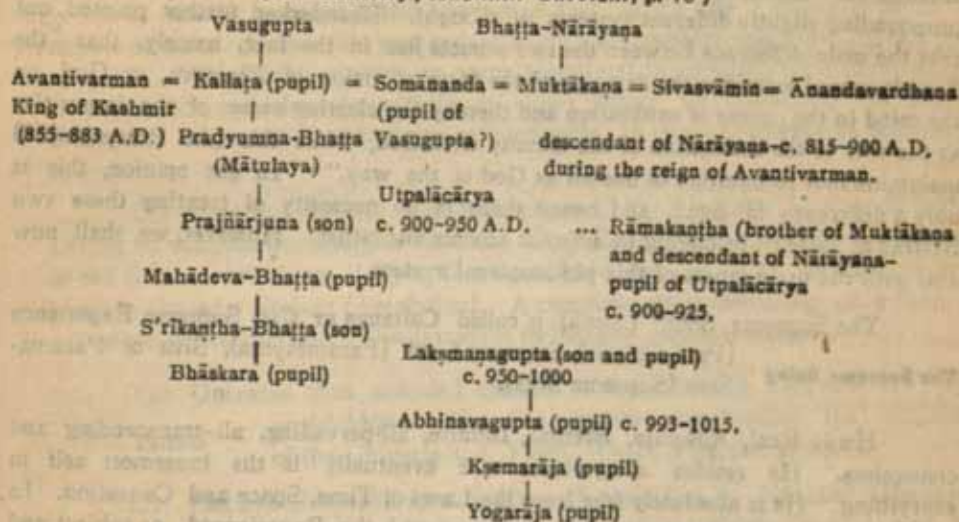 Vasugupta Bhaṭṭa-Nārāyaṇa
Avantivarman = Kallaṭa (pupil) = Somānanda = Muktākaṇa = Sivasvāmin = Ānandavardhana
King of Kashmir (pupil of
(855-883 A.D.) Pradyumna-Bhaṭṭa Vasugupta?) descendant of Nārāyaṇa-c. 815-900 A.D.
(Mātulaya) during the reign of Avantivarman.
Utpalācārya
Prajñārjuna (son) c. 900-950 A.D. ... Rāmakaṇṭha (brother of Muktākaṇa
and descendant of Nārāyaṇa-
Mahādeva-Bhaṭṭa (pupil) pupil of Utpalācārya
c. 900-925.
S'rīkaṇṭha-Bhaṭṭa (son)
Lakṣmaṇagupta (son and pupil)
Bhāskara (pupil) c. 950-1000
Abhinavagupta (pupil) c. 993-1015.
Kṣemarāja (pupil)
Yogarāja (pupil)